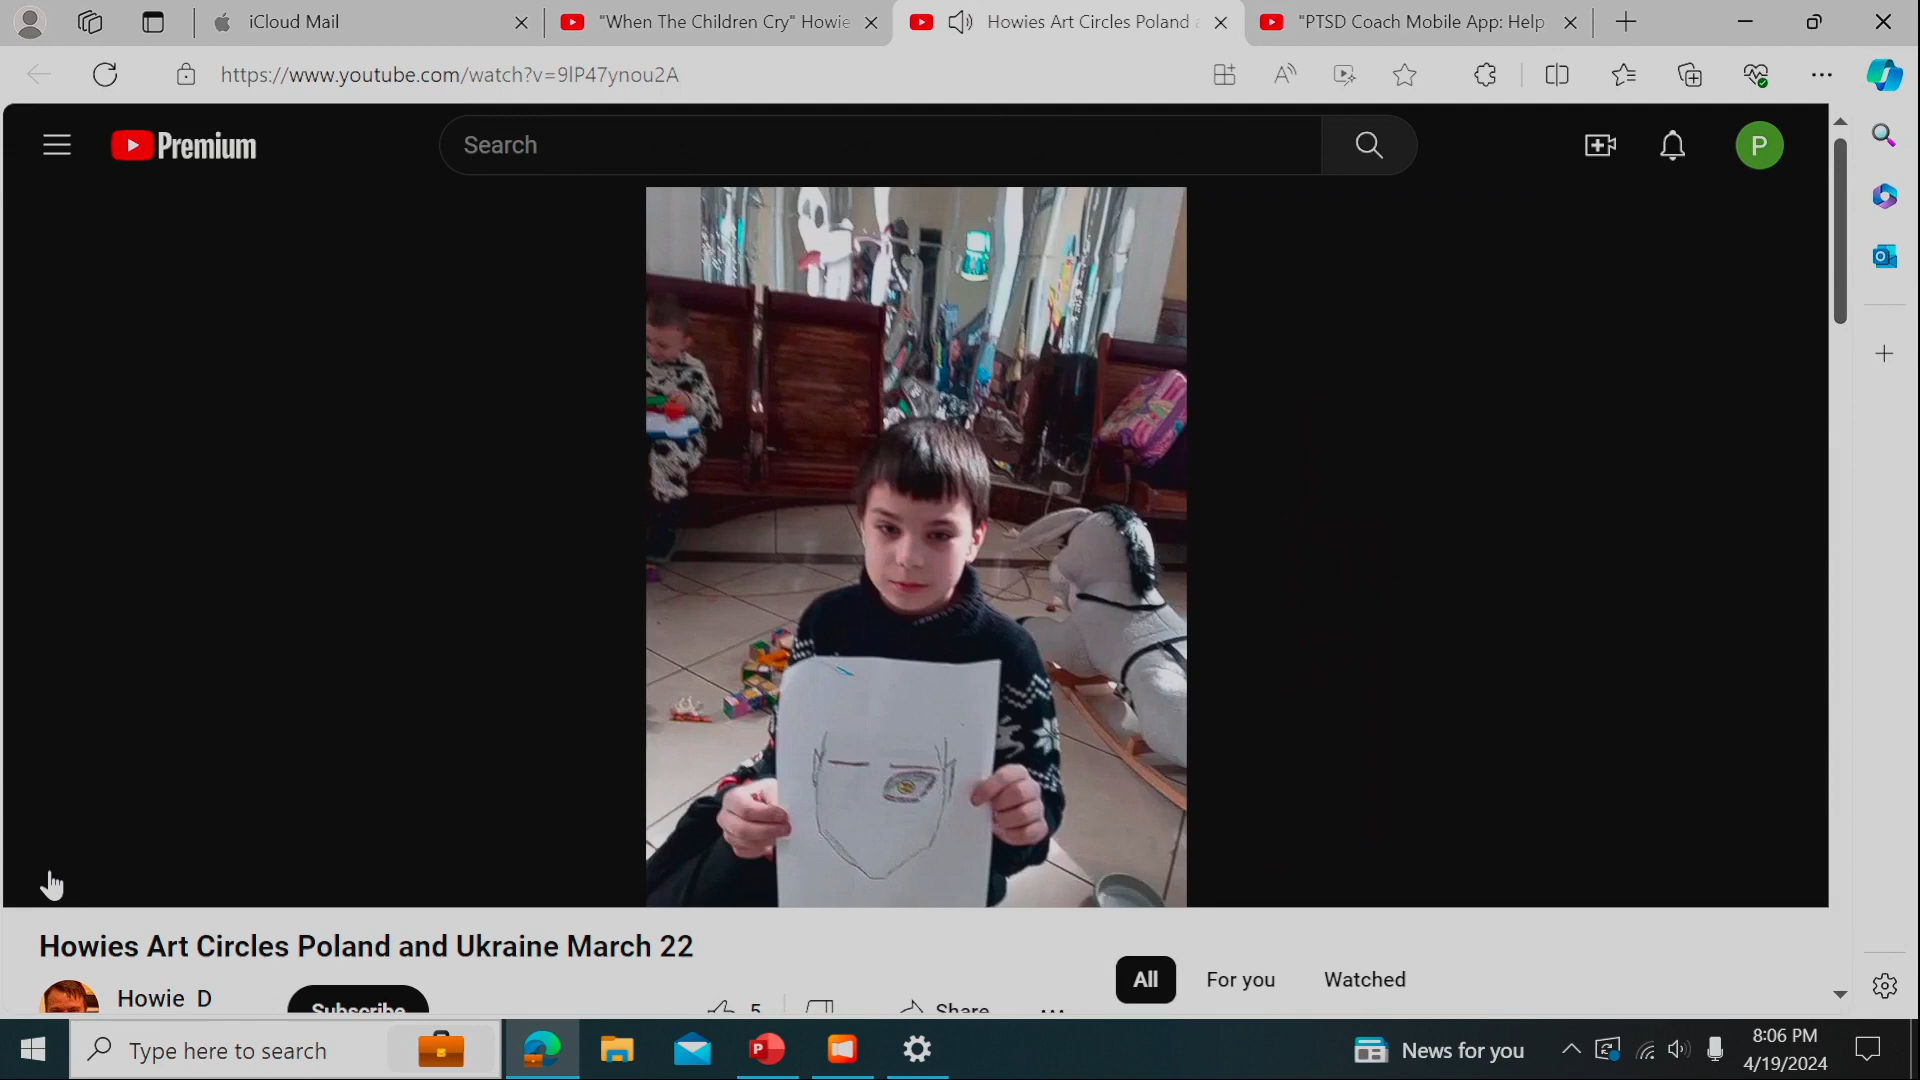 iCloud Mail
"When The Children Cry" Howie
Howies Art Circles Poland a
"PTSD Coach Mobile App: Help
https://www.youtube.com/watch?v=9lP47ynou2A
Premium
Search
P
Howies Art Circles Poland and Ukraine March 22
Howie D
Subscribe
5
Share
All
For you
Watched
Type here to search
News for you
8:06 PM
4/19/2024